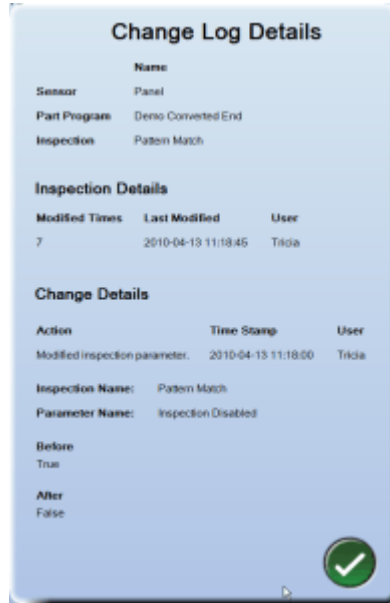 Change Log Details
Name
Sensor Panel
Part Program Demo Converted End
Inspection Pattern Match
Inspection Details
Modified Times Last Modified User
7 2010-04-13 11:18:45 Tricia
Change Details
Action Time Stamp User
Modified inspection parameter. 2010-04-13 11:18:00 Tricia
Inspection Name: Pattern Match
Parameter Name: Inspection Disabled
Before
True
After
False